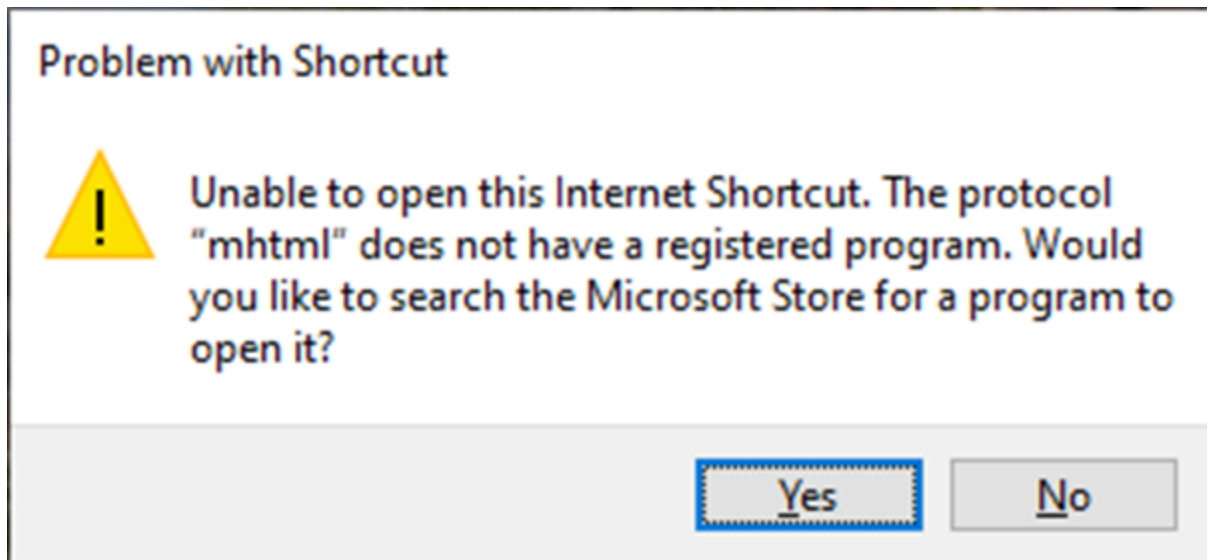 Problem with Shortcut
Unable to open this Internet Shortcut. The protocol
“mhtml” does not have a registered program. Would
you like to search the Microsoft Store for a program to
open it?
Yes
No